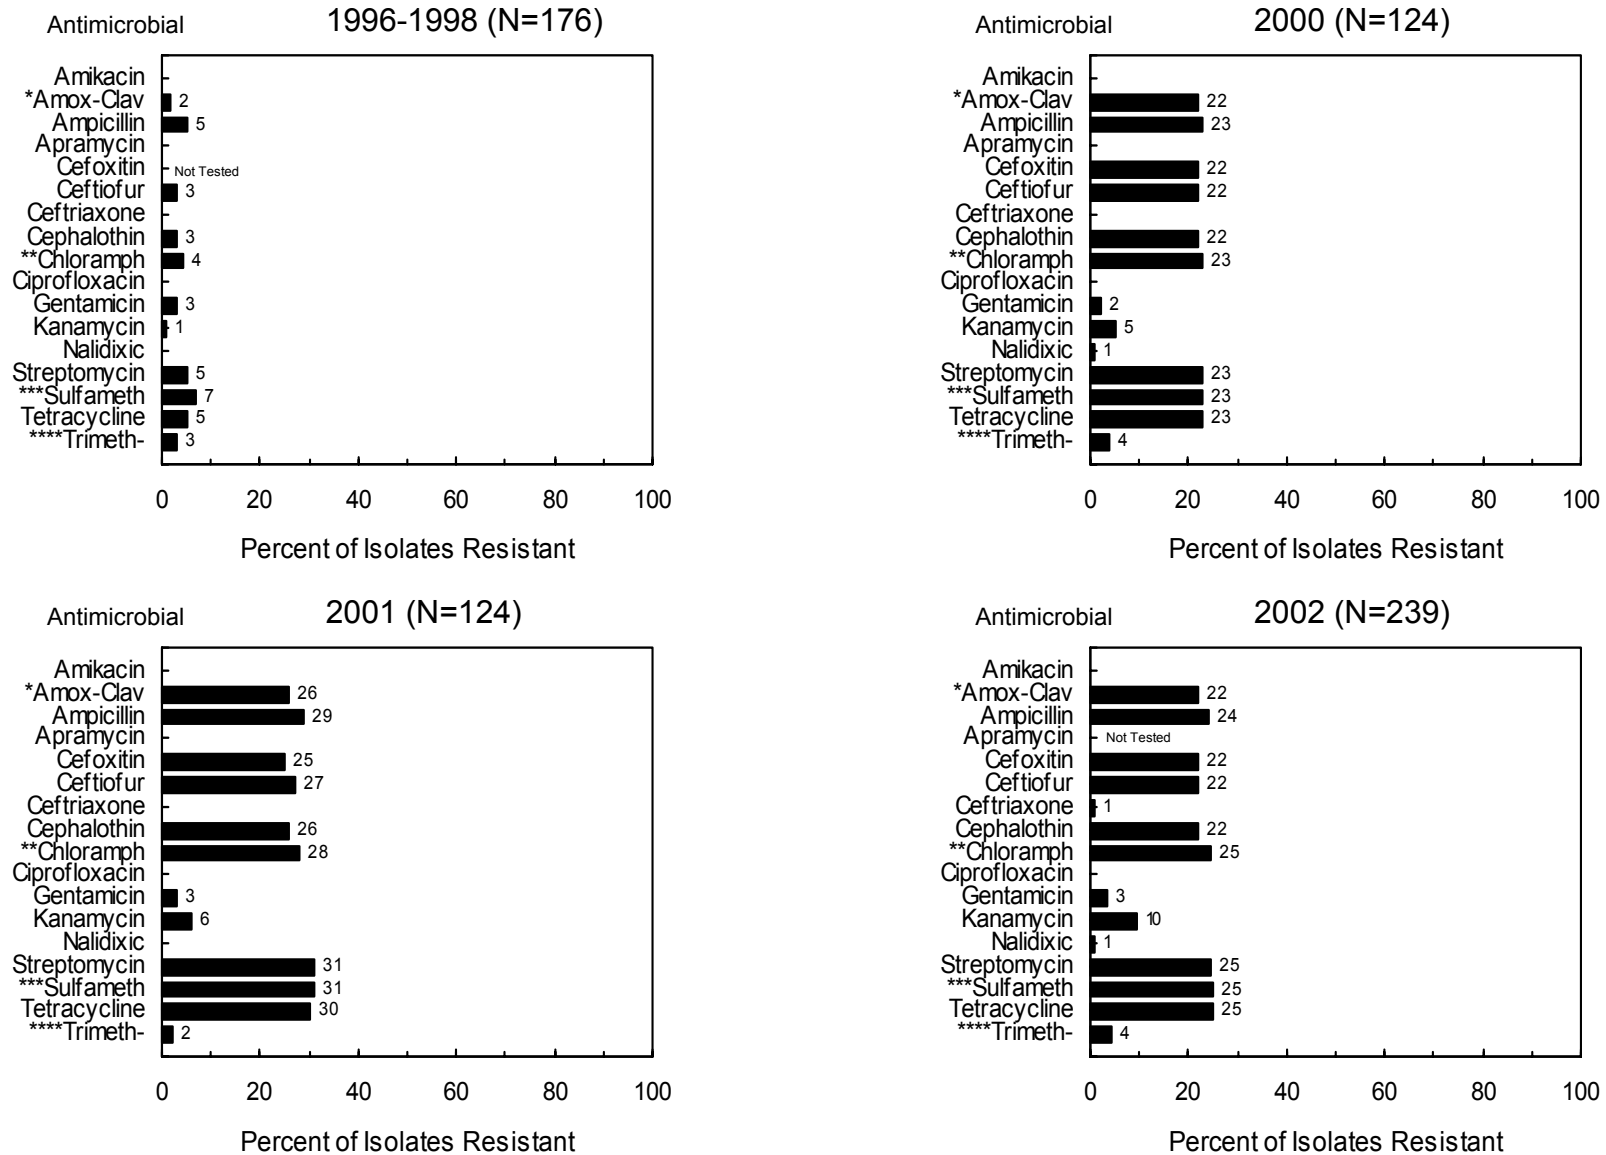 Antimicrobial 1996-1998 (N=176)
Amikacin
*Amox-Clav 2
Ampicillin 5
Apramycin
Cefoxitin Not Tested
Ceftiofur 3
Ceftriaxone
Cephalothin 3
**Chloramph 4
Ciprofloxacin
Gentamicin 3
Kanamycin 1
Nalidixic
Streptomycin 5
***Sulfameth 7
Tetracycline 5
****Trimeth- 3
0 20 40 60 80 100
Percent of Isolates Resistant
Antimicrobial 2000 (N=124)
Amikacin
*Amox-Clav 22
Ampicillin 23
Apramycin
Cefoxitin 22
Ceftiofur 22
Ceftriaxone
Cephalothin 22
**Chloramph 23
Ciprofloxacin
Gentamicin 2
Kanamycin 5
Nalidixic 1
Streptomycin 23
***Sulfameth 23
Tetracycline 23
****Trimeth- 4
0 20 40 60 80 100
Percent of Isolates Resistant
Antimicrobial 2001 (N=124)
Amikacin
*Amox-Clav 26
Ampicillin 29
Apramycin
Cefoxitin 25
Ceftiofur 27
Ceftriaxone
Cephalothin 26
**Chloramph 28
Ciprofloxacin
Gentamicin 3
Kanamycin 6
Nalidixic
Streptomycin 31
***Sulfameth 31
Tetracycline 30
****Trimeth- 2
0 20 40 60 80 100
Percent of Isolates Resistant
Antimicrobial 2002 (N=239)
Amikacin
*Amox-Clav 22
Ampicillin 24
Apramycin Not Tested
Cefoxitin 22
Ceftiofur 22
Ceftriaxone 1
Cephalothin 22
**Chloramph 25
Ciprofloxacin
Gentamicin 3
Kanamycin 10
Nalidixic 1
Streptomycin 25
***Sulfameth 25
Tetracycline 25
****Trimeth- 4
0 20 40 60 80 100
Percent of Isolates Resistant